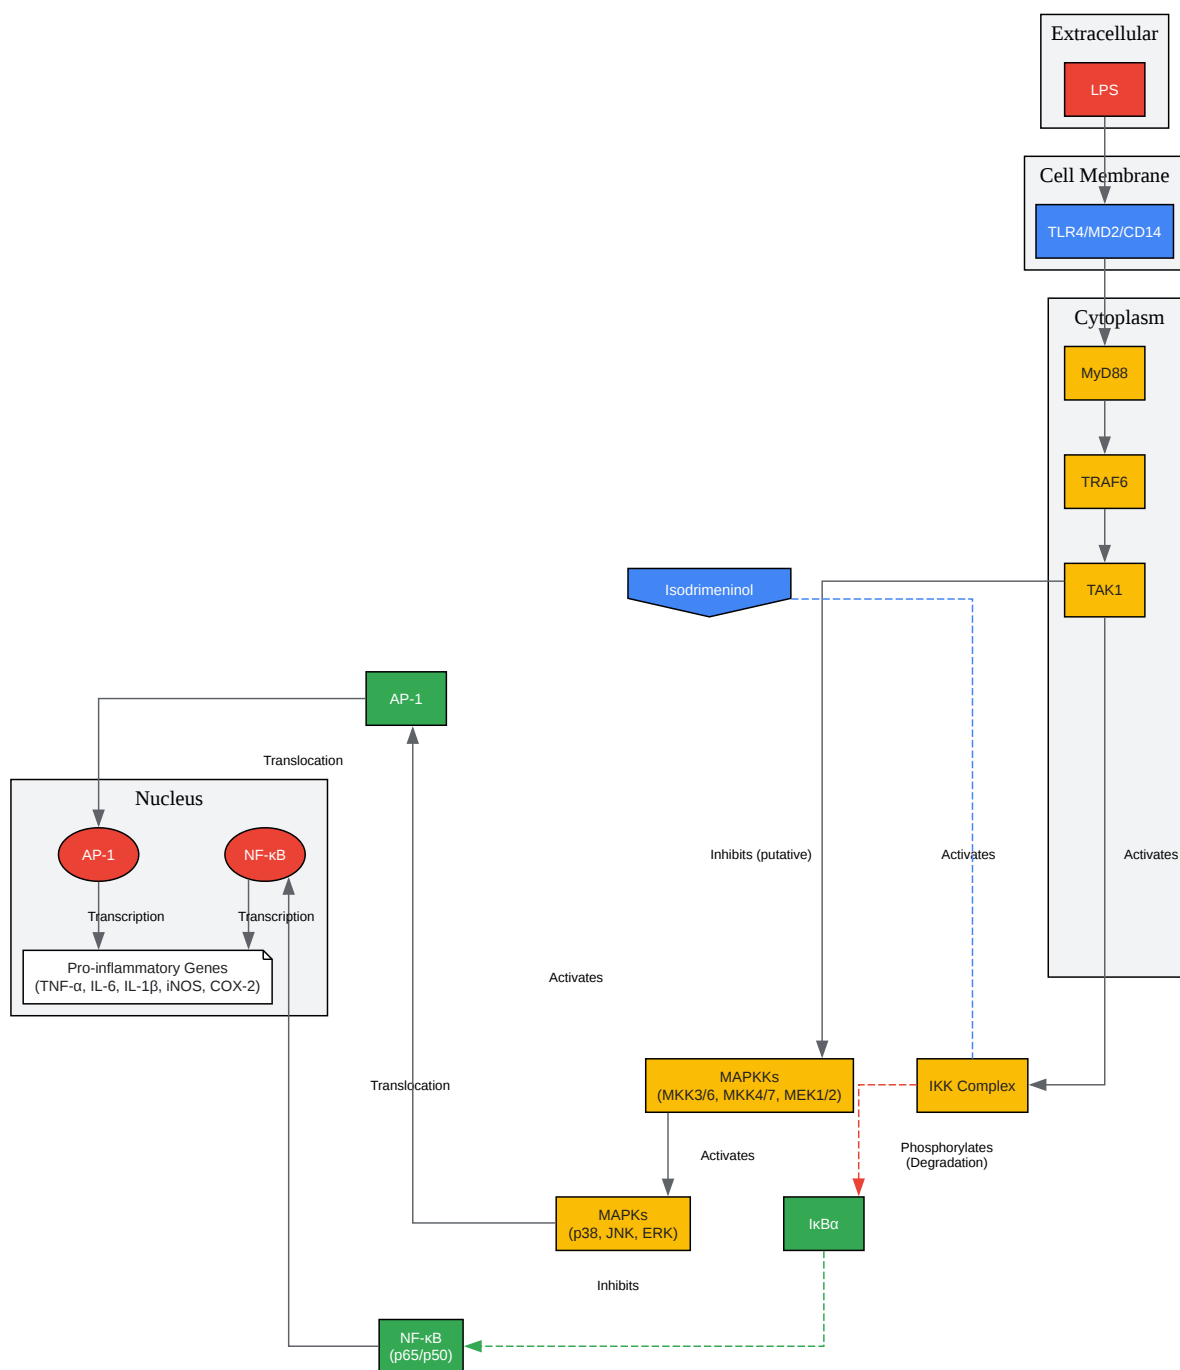 Extracellular
LPS
Cell Membrane
TLR4/MD2/CD14
Cytoplasm
MyD88
TRAF6
TAK1
Isodrimeninol
AP-1
Translocation
Nucleus
AP-1
NF-κB
Inhibits (putative)
Activates
Activates
Transcription
Transcription
Pro-inflammatory Genes
(TNF-α, IL-6, IL-1β, iNOS, COX-2)
Activates
Translocation
MAPKKs
(MKK3/6, MKK4/7, MEK1/2)
IKK Complex
Activates
Phosphorylates
(Degradation)
MAPKs
(p38, JNK, ERK)
IκBα
Inhibits
NF-κB
(p65/p50)